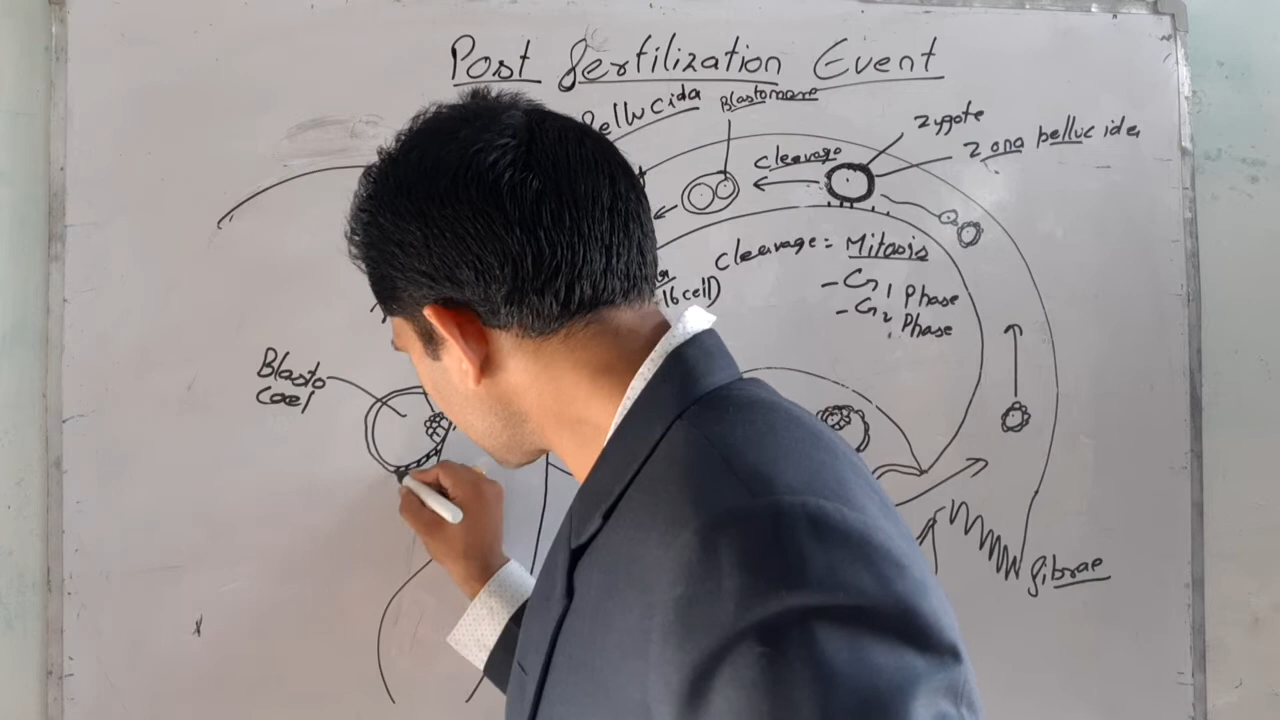 Post fertilization Event
Pellucida
Blastomere
cleavage
Zygote
Zona pellucida
cleavage = Mitosis
- G1 Phase
- G2 Phase
16 cell)
Blasto
coel
fibrae